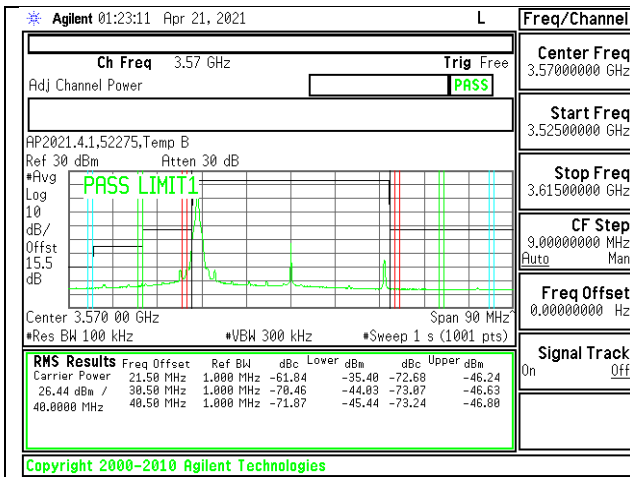 Agilent 01:23:11 Apr 21, 2021 L
Freq/Channel
Ch Freq 3.57 GHz Trig Free
Adj Channel Power PASS
AP2021.4.1,52275,Temp B
Ref 30 dBm Atten 30 dB
#Avg
Log
10
dB/
Offst
15.5
dB
PASS LIMIT1
Center 3.570 00 GHz Span 90 MHz^
#Res BW 100 kHz #VBW 300 kHz #Sweep 1 s (1001 pts)
RMS Results Freq Offset Ref BW dBc Lower dBm dBc Upper dBm
Carrier Power 21.50 MHz 1.000 MHz -61.84 -35.40 -72.68 -46.24
26.44 dBm / 30.50 MHz 1.000 MHz -70.46 -44.03 -73.07 -46.63
40.0000 MHz 40.50 MHz 1.000 MHz -71.87 -45.44 -73.24 -46.80
Copyright 2000-2010 Agilent Technologies
Center Freq
3.57000000 GHz
Start Freq
3.52500000 GHz
Stop Freq
3.61500000 GHz
CF Step
9.00000000 MHz
Auto Man
Freq Offset
0.00000000 Hz
Signal Track
On Off